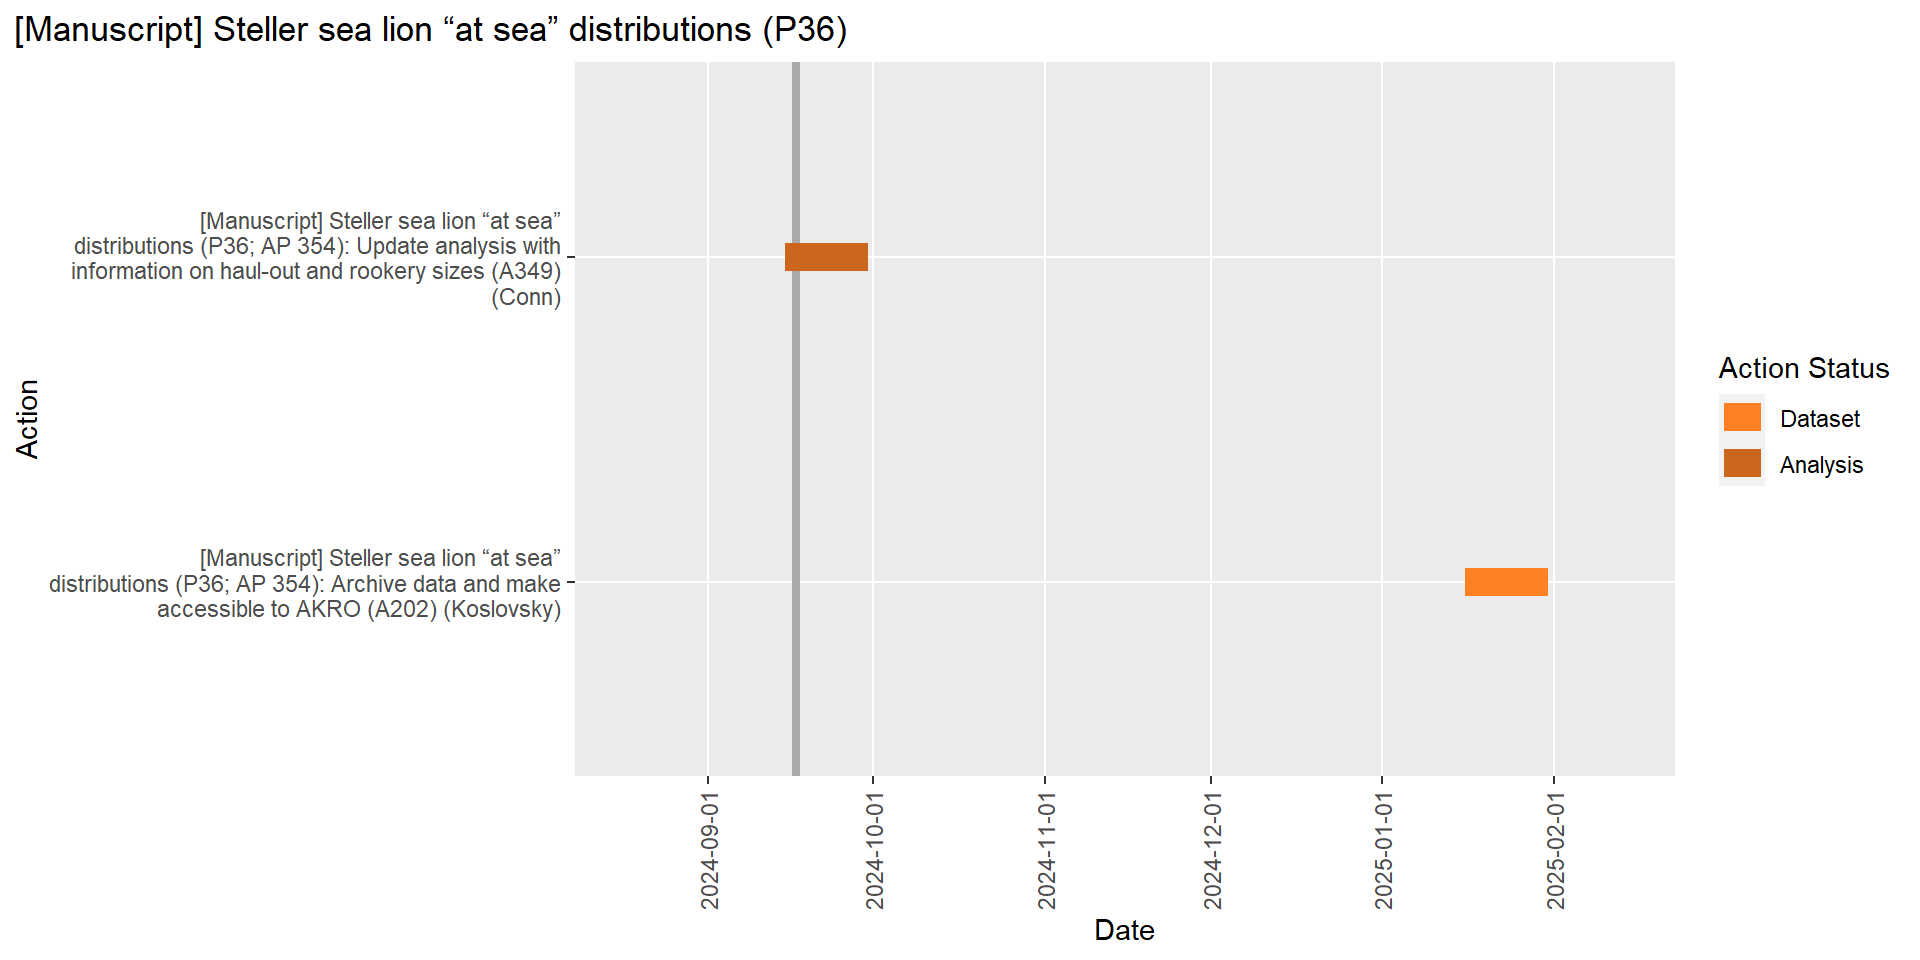 [Manuscript] Steller sea lion “at sea” distributions (P36)
[Manuscript] Steller sea lion “at sea”
distributions (P36; AP 354): Update analysis with
information on haul-out and rookery sizes (A349)
(Conn)
[Manuscript] Steller sea lion “at sea”
distributions (P36; AP 354): Archive data and make
accessible to AKRO (A202) (Koslovsky)
Action
2024-09-01
2024-10-01
2024-11-01
2024-12-01
2025-01-01
2025-02-01
Date
Action Status
Dataset
Analysis